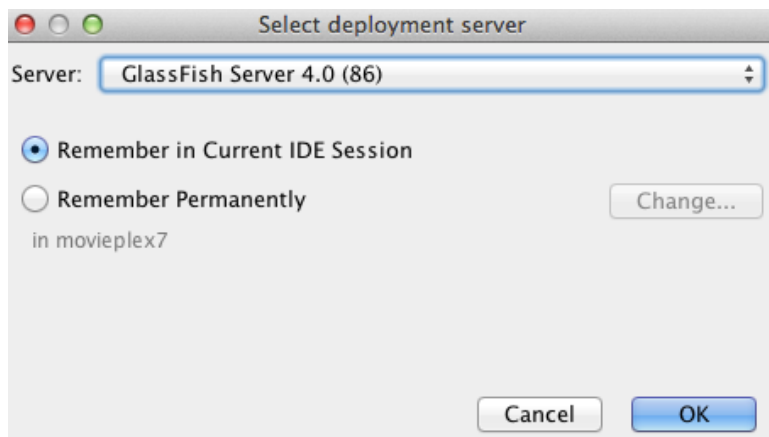 Select deployment server
Server: GlassFish Server 4.0 (86)
Remember in Current IDE Session
Remember Permanently Change...
in movieplex7
Cancel OK